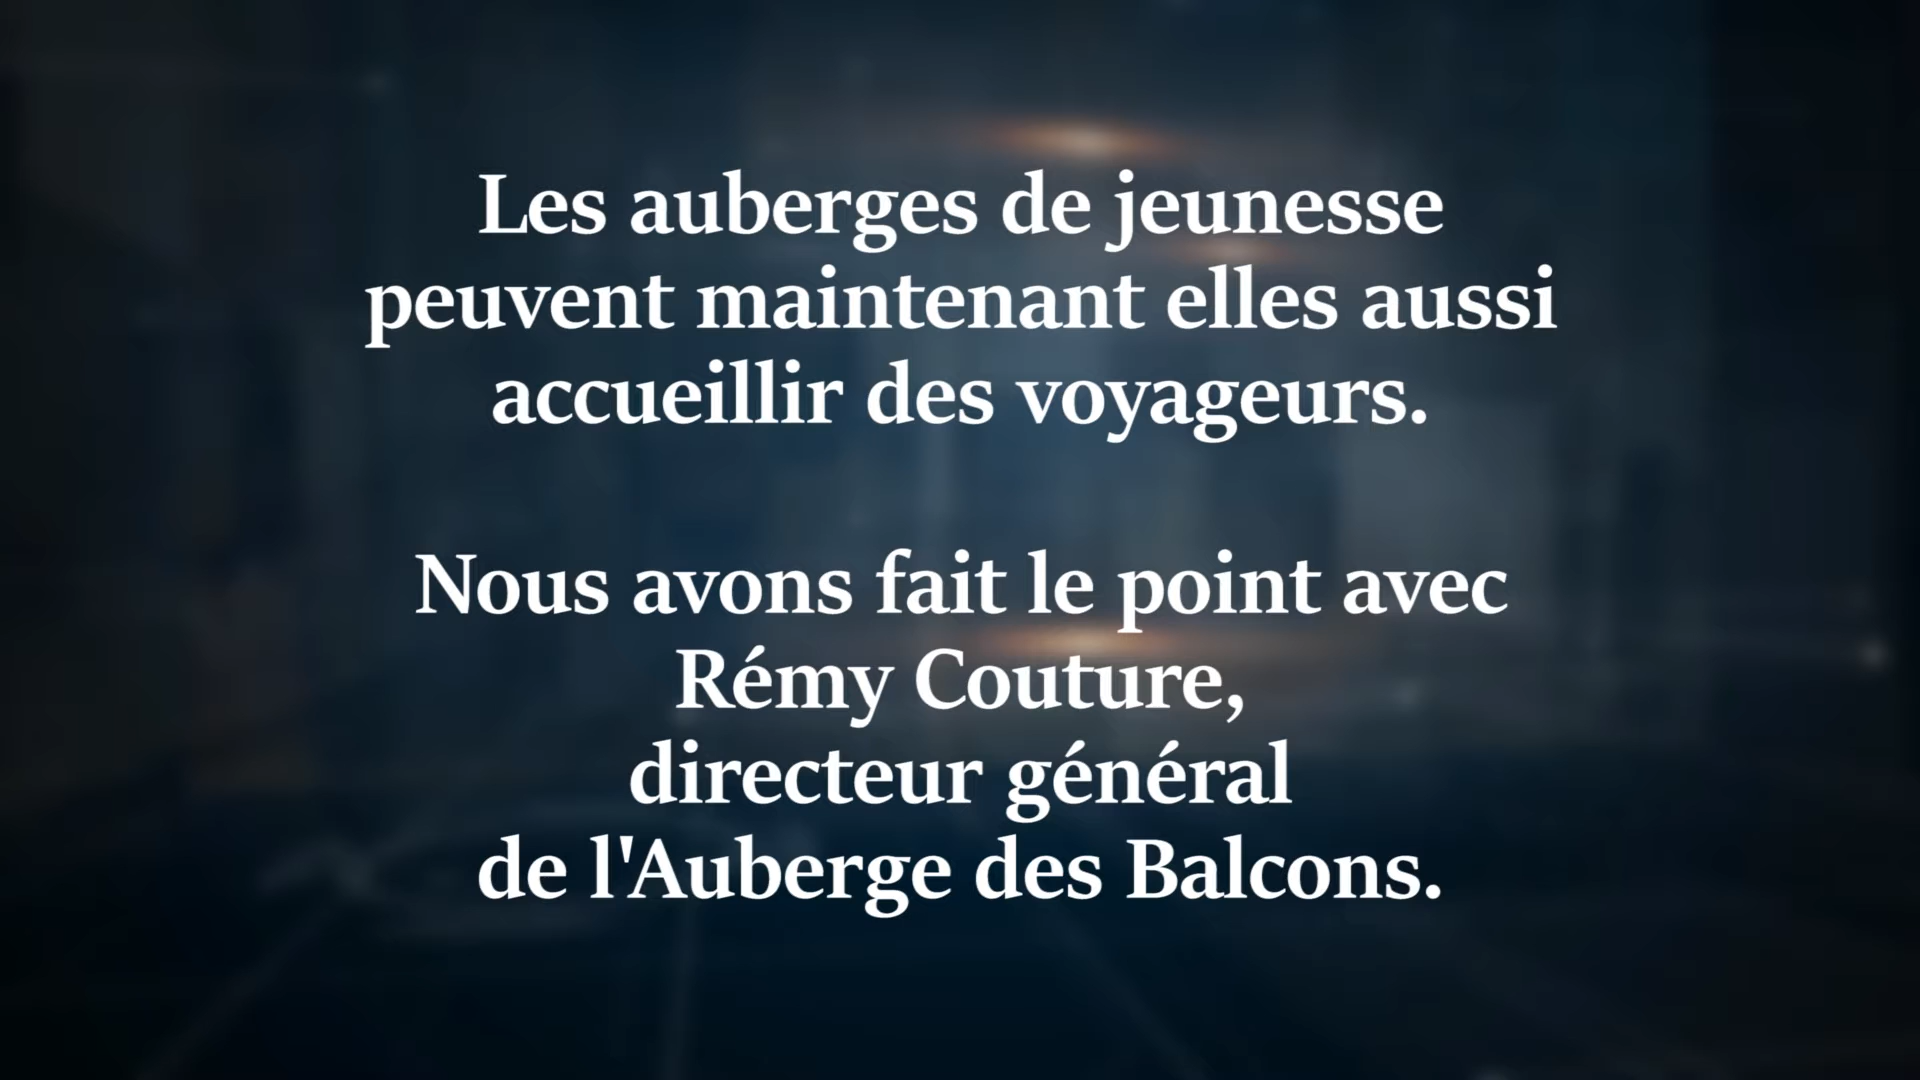 Les auberges de jeunesse
peuvent maintenant elles aussi
accueillir des voyageurs.
Nous avons fait le point avec
Rémy Couture,
directeur général
de l'Auberge des Balcons.